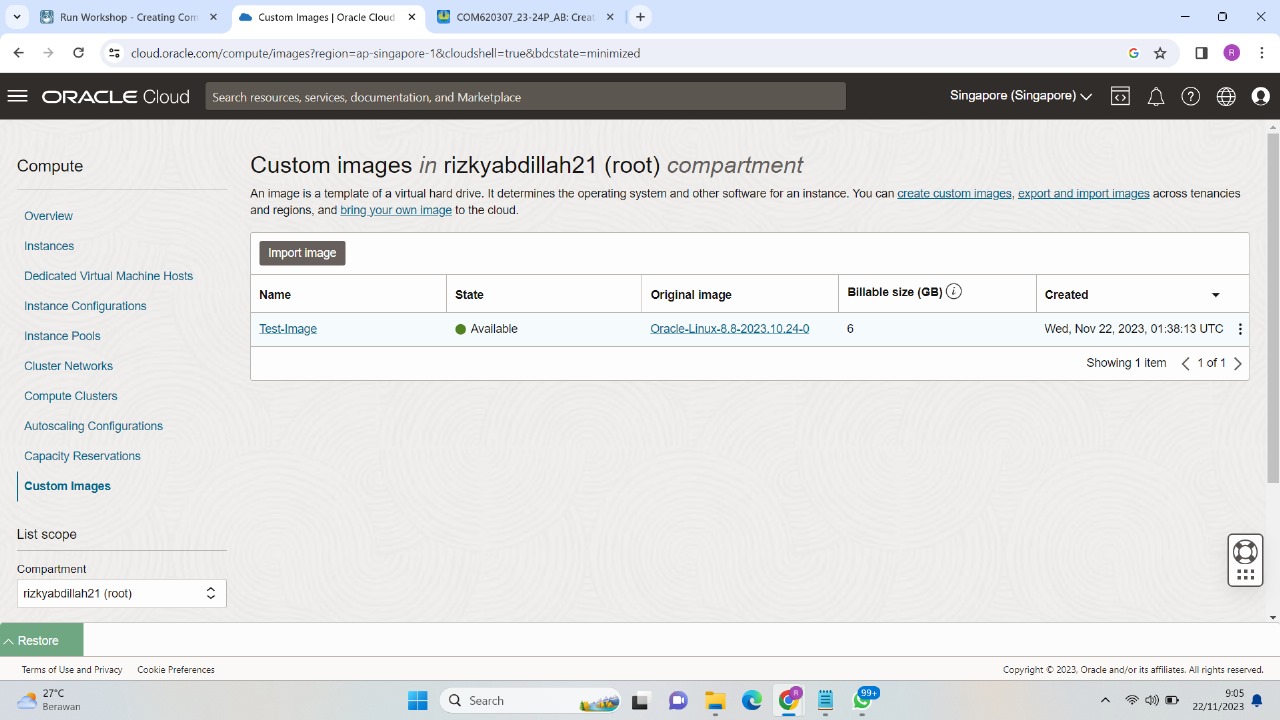 Run Workshop - Creating Com
Custom Images | Oracle Cloud
COM620307_23-24P_AB: Creat
cloud.oracle.com/compute/images?region=ap-singapore-1&cloudshell=true&bdcstate=minimized
G
R
ORACLE Cloud
Search resources, services, documentation, and Marketplace
Singapore (Singapore)
Compute
Overview
Instances
Dedicated Virtual Machine Hosts
Instance Configurations
Instance Pools
Cluster Networks
Compute Clusters
Autoscaling Configurations
Capacity Reservations
Custom Images
List scope
Compartment
rizkyabdillah21 (root)
Custom images in rizkyabdillah21 (root) compartment
An image is a template of a virtual hard drive. It determines the operating system and other software for an instance. You can create custom images, export and import images across tenancies
and regions, and bring your own image to the cloud.
Import image
Name State Original image Billable size (GB) i Created
Test-Image Available Oracle-Linux-8.8-2023.10.24-0 6 Wed, Nov 22, 2023, 01:38:13 UTC
Showing 1 item 1 of 1
Restore
Terms of Use and Privacy Cookie Preferences
Copyright © 2023, Oracle and/or its affiliates. All rights reserved.
27°C
Berawan
Search
R
99+
9:05
22/11/2023